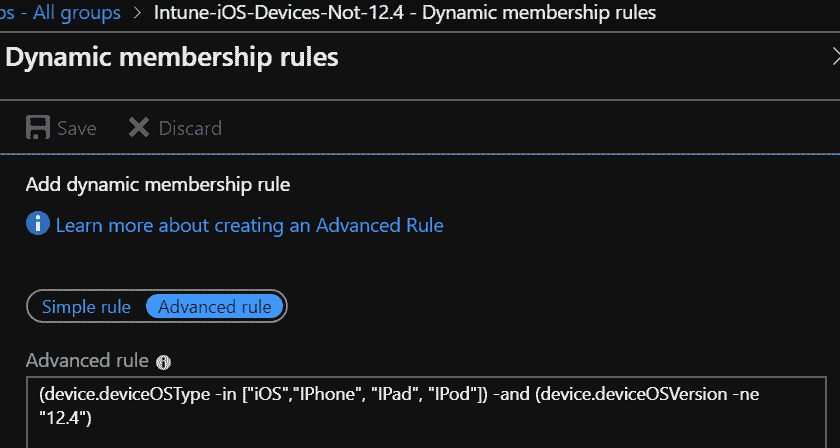 ps - All groups > Intune-iOS-Devices-Not-12.4 - Dynamic membership rules
Dynamic membership rules
Save Discard
Add dynamic membership rule
Learn more about creating an Advanced Rule
Simple rule Advanced rule
Advanced rule
(device.deviceOSType -in ["iOS","IPhone", "IPad", "IPod"]) -and (device.deviceOSVersion -ne
"12.4")